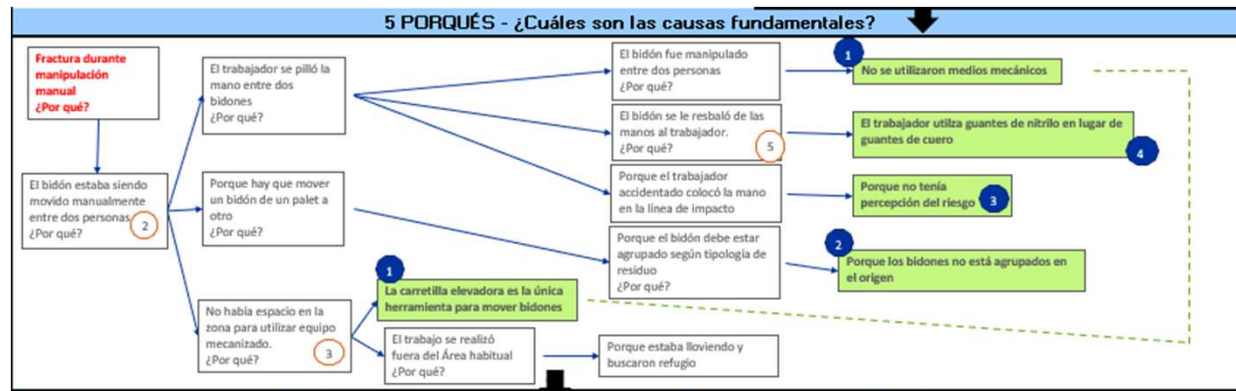 5 PORQUÉS - ¿Cuáles son las causas fundamentales?
Fractura durante
manipulación
manual
¿Por qué?
El bidón estaba siendo
movido manualmente
entre dos personas.
¿Por qué?
2
El trabajador se pilló la
mano entre dos
bidones
¿Por qué?
Porque hay que mover
un bidón de un palet a
otro
¿Por qué?
No había espacio en la
zona para utilizar equipo
mecanizado.
¿Por qué?
3
1
La carretilla elevadora es la única
herramienta para mover bidones
El trabajo se realizó
fuera del Área habitual
¿Por qué?
El bidón fue manipulado
entre dos personas
¿Por qué?
El bidón se le resbaló de las
manos al trabajador.
¿Por qué?
5
Porque el trabajador
accidentado colocó la mano
en la línea de impacto
Porque el bidón debe estar
agrupado según tipología de
residuo
¿Por qué?
Porque estaba lloviendo y
buscaron refugio
1
No se utilizaron medios mecánicos
El trabajador utilza guantes de nitrilo en lugar de
guantes de cuero
4
Porque no tenía
percepción del riesgo
3
2
Porque los bidones no está agrupados en
el origen